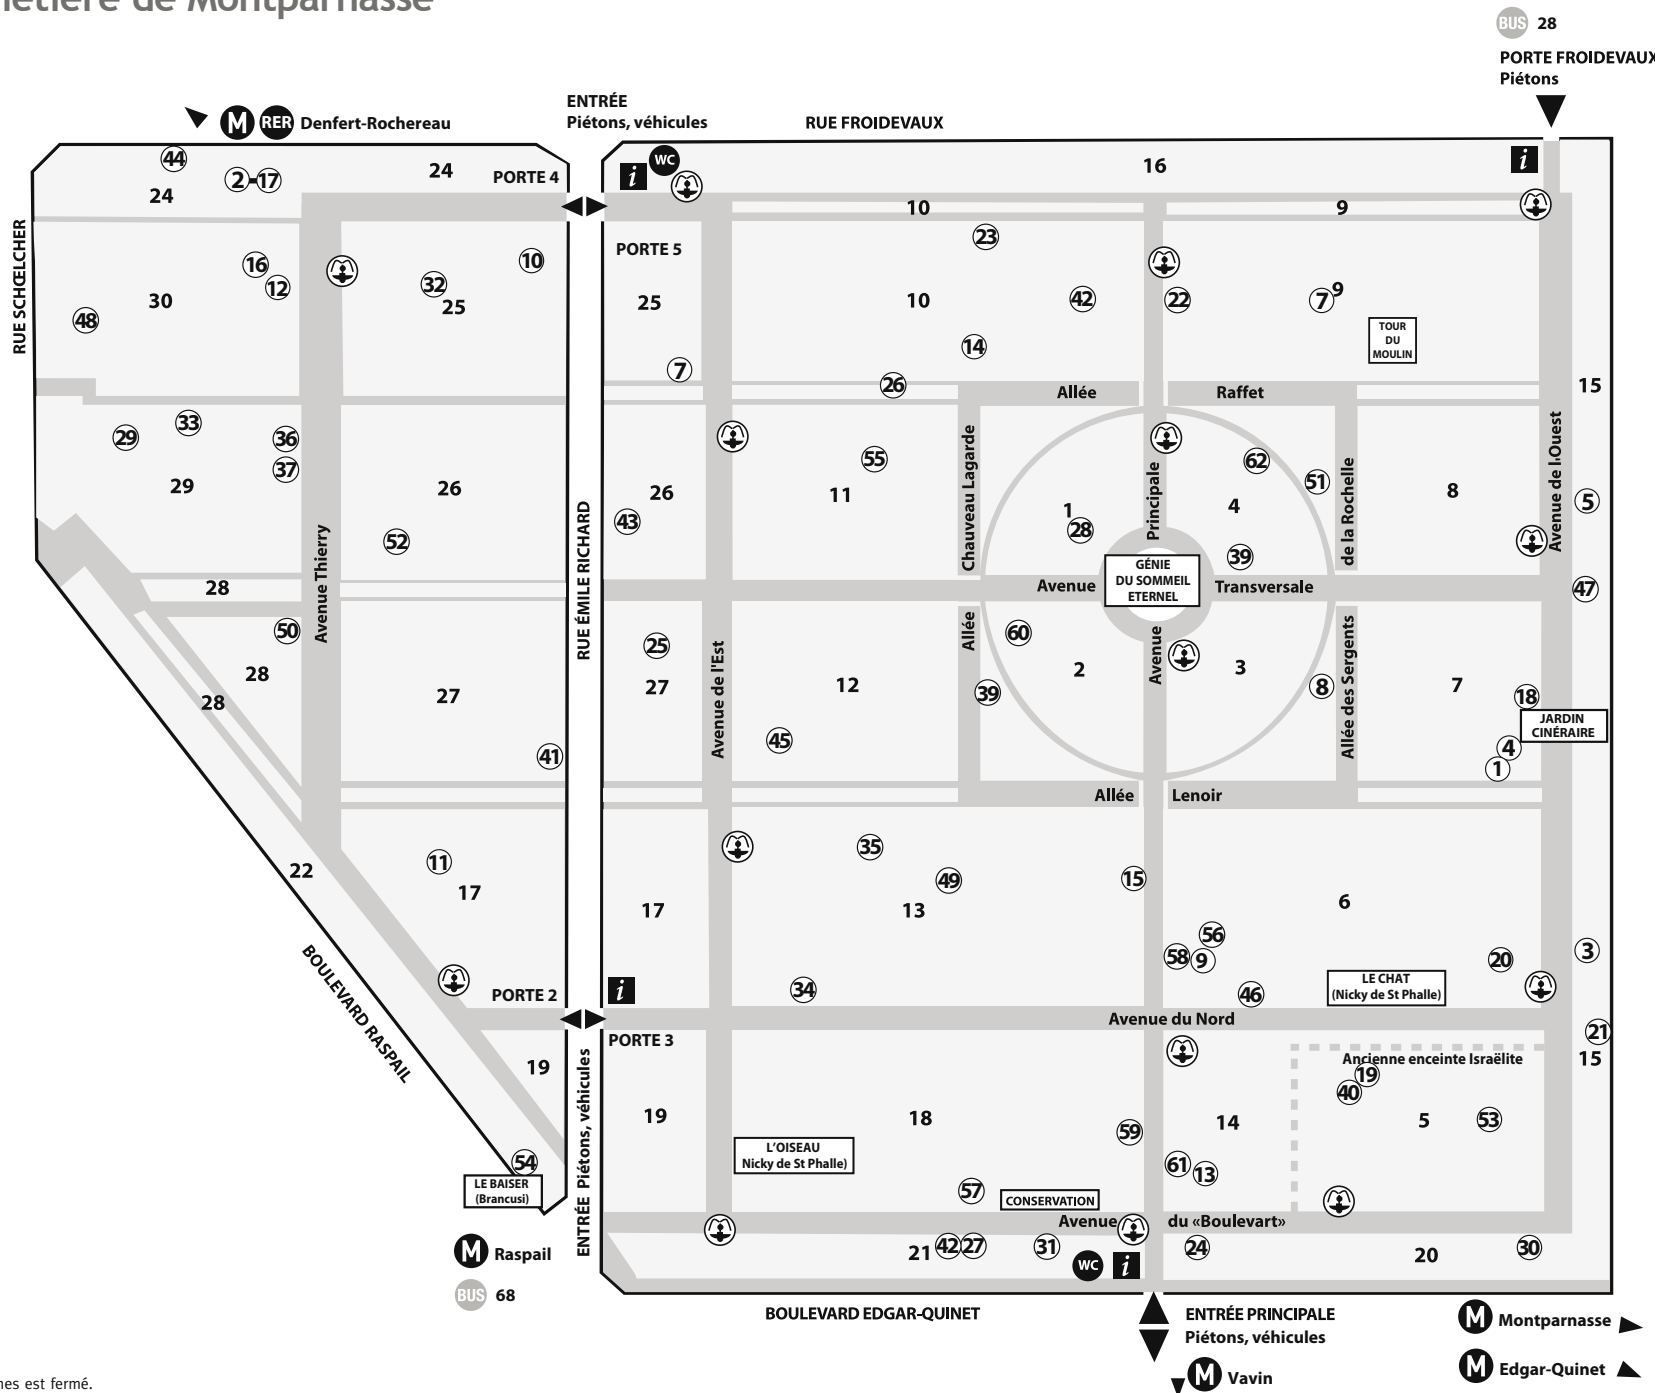 metière de Montparnasse
BUS 28
PORTE FROIDEVAUX
Piétons
ENTRÉE
Piétons, véhicules
RUE FROIDEVAUX
M RER Denfert-Rochereau
44
24
2-17
24
PORTE 4
i
WC
16
i
RUE SCHŒLCHER
10
9
23
PORTE 5
16
12
10
32
25
30
48
25
10
42
22
7
9
14
TOUR
DU
MOULIN
7
26
Allée
Raffet
15
33
29
36
37
29
26
52
26
43
55
11
Chauveau Lagarde
1
28
Principale
62
51
4
39
de la Rochelle
8
Avenue de l'Ouest
5
GÉNIE
DU SOMMEIL
ETERNEL
Avenue
Transversale
47
28
50
Avenue Thierry
RUE ÉMILE RICHARD
28
28
27
41
25
27
Avenue de l'Est
12
45
Allée
60
39
2
Avenue
3
8
Allée des Sergents
7
18
JARDIN
CINÉRAIRE
4
1
Allée
Lenoir
22
11
17
17
35
49
13
15
6
56
58
9
34
46
LE CHAT
(Nicky de St Phalle)
20
3
BOULEVARD RASPAIL
PORTE 2
i
Avenue du Nord
PORTE 3
21
15
Ancienne enceinte Israëlite
19
40
5
53
19
19
18
59
14
61
13
L'OISEAU
Nicky de St Phalle)
57
CONSERVATION
54
LE BAISER
(Brancusi)
ENTRÉE Piétons, véhicules
Avenue
du «Boulevart»
21
42
27
31
24
20
30
WC
i
M Raspail
BUS 68
BOULEVARD EDGAR-QUINET
ENTRÉE PRINCIPALE
Piétons, véhicules
M Vavin
M Montparnasse
M Edgar-Quinet
nes est fermé.